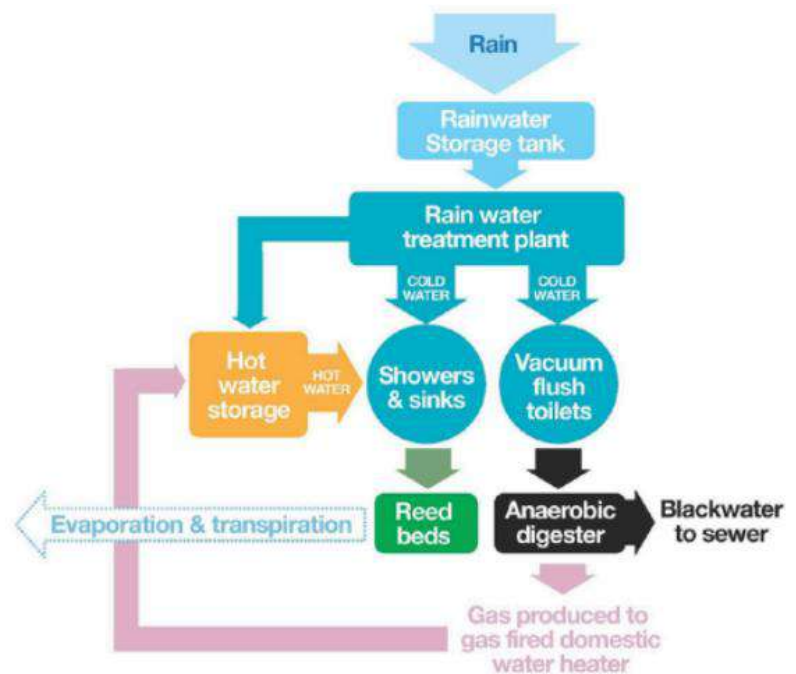 Rain
Rainwater
Storage tank
Rain water
treatment plant
COLD
WATER
COLD
WATER
Hot
water
storage
HOT
WATER
Showers
& sinks
Vacuum
flush
toilets
Evaporation & transpiration
Reed
beds
Anaerobic
digester
Blackwater
to sewer
Gas produced to
gas fired domestic
water heater